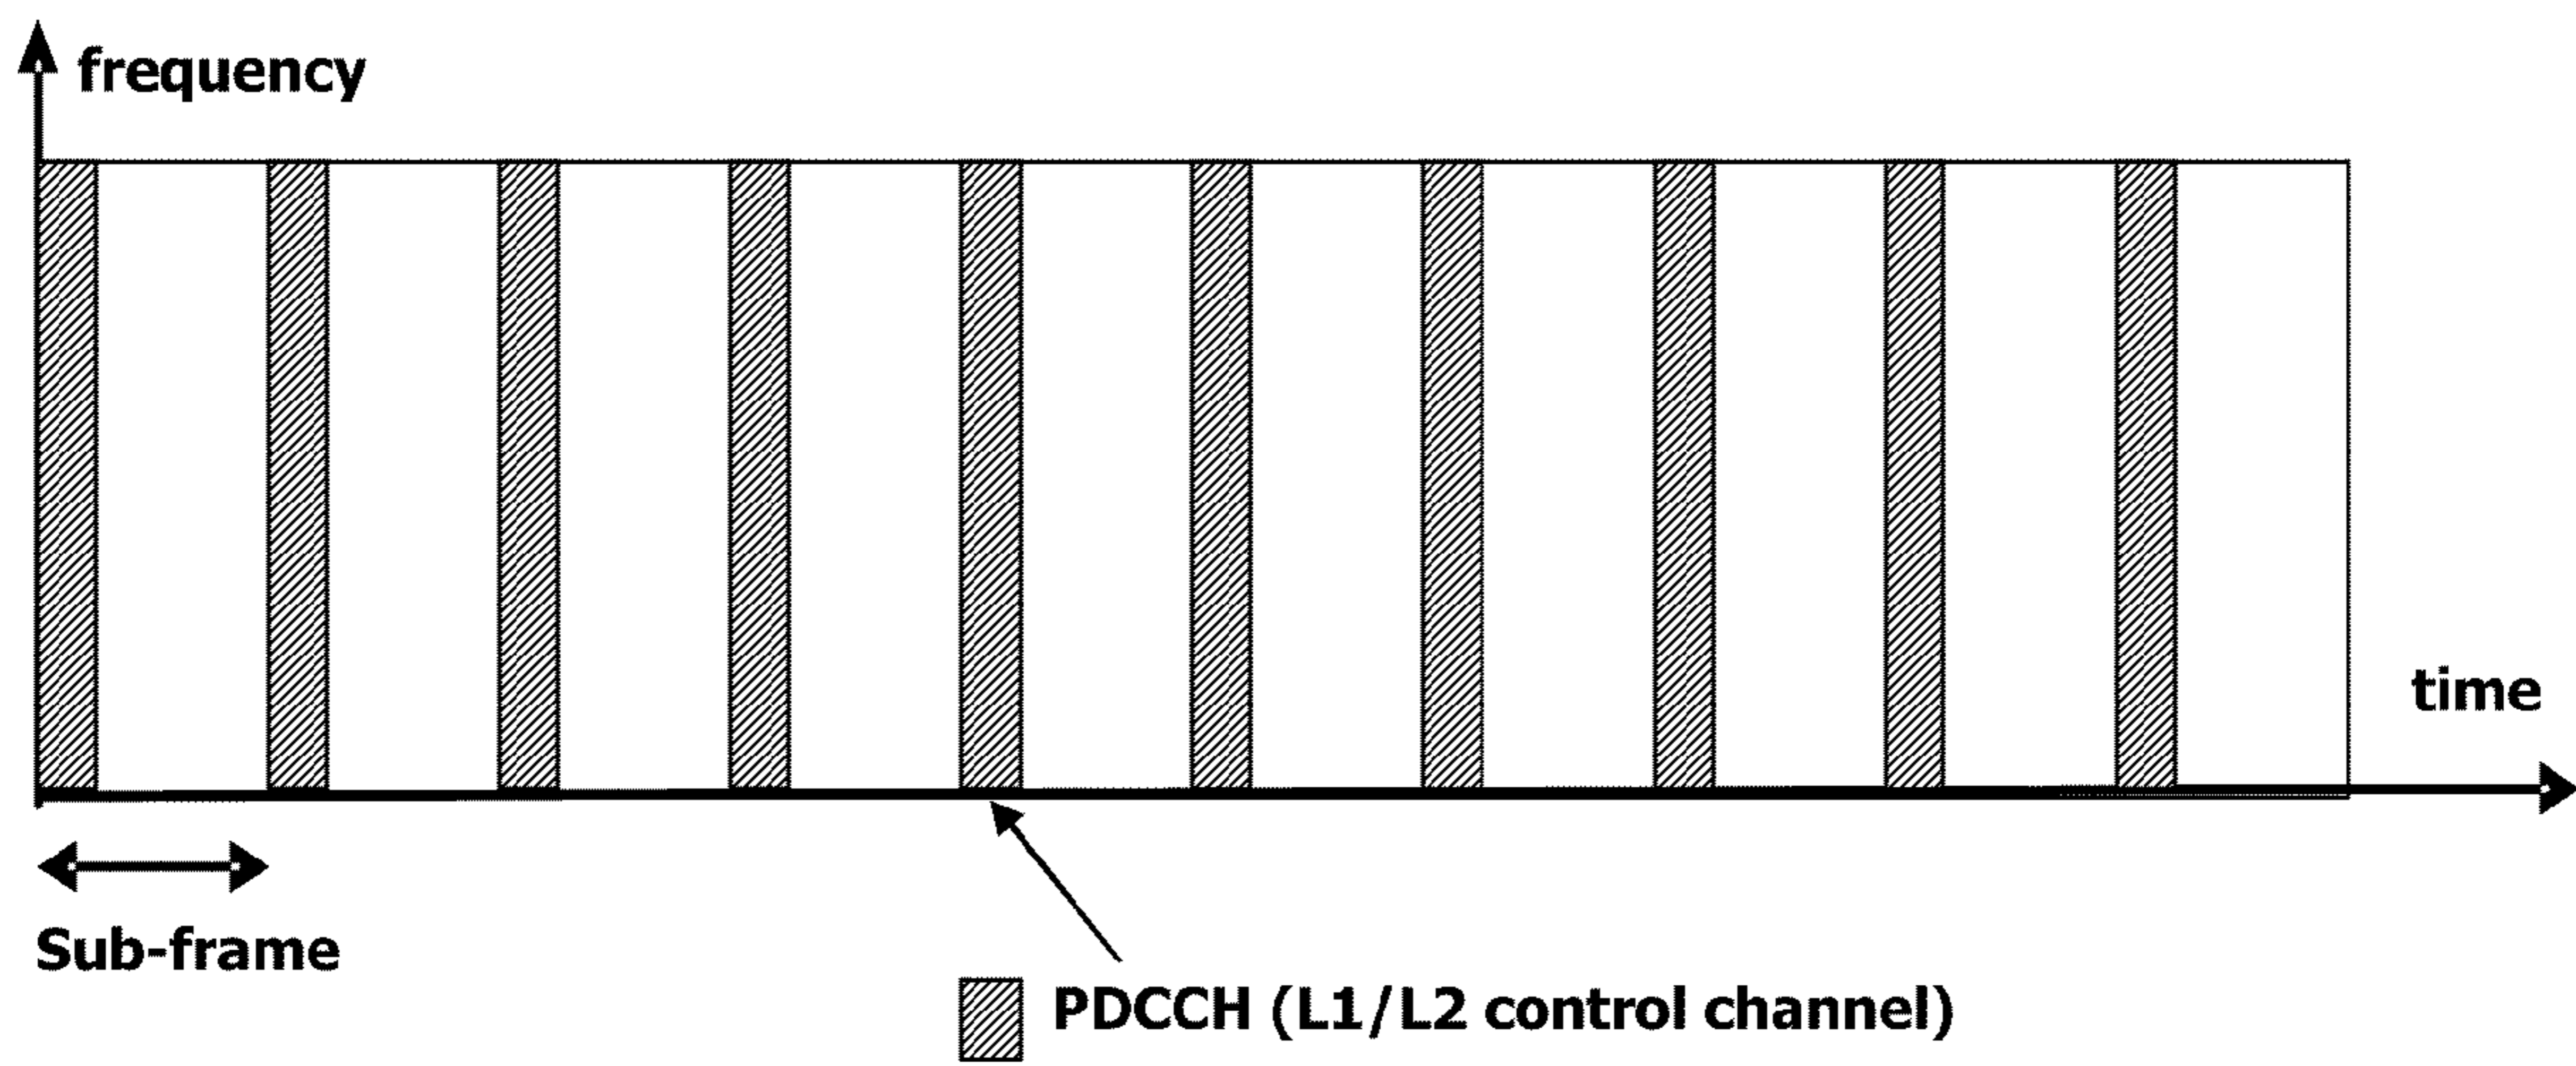 frequency
time
Sub-frame
PDCCH (L1/L2 control channel)